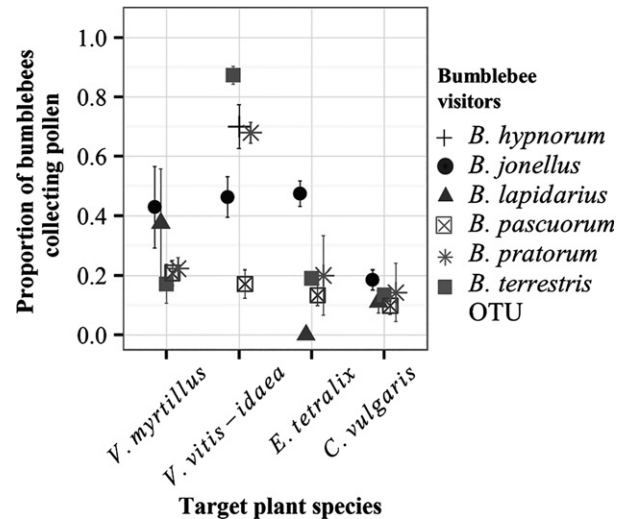 Proportion of bumblebees
collecting pollen
1.0
0.8
0.6
0.4
0.2
0.0
V. myrtillus
V. vitis-idaea
E. tetralix
C. vulgaris
Target plant species
Bumblebee
visitors
B. hypnorum
B. jonellus
B. lapidarius
B. pascuorum
B. pratorum
B. terrestris
OTU